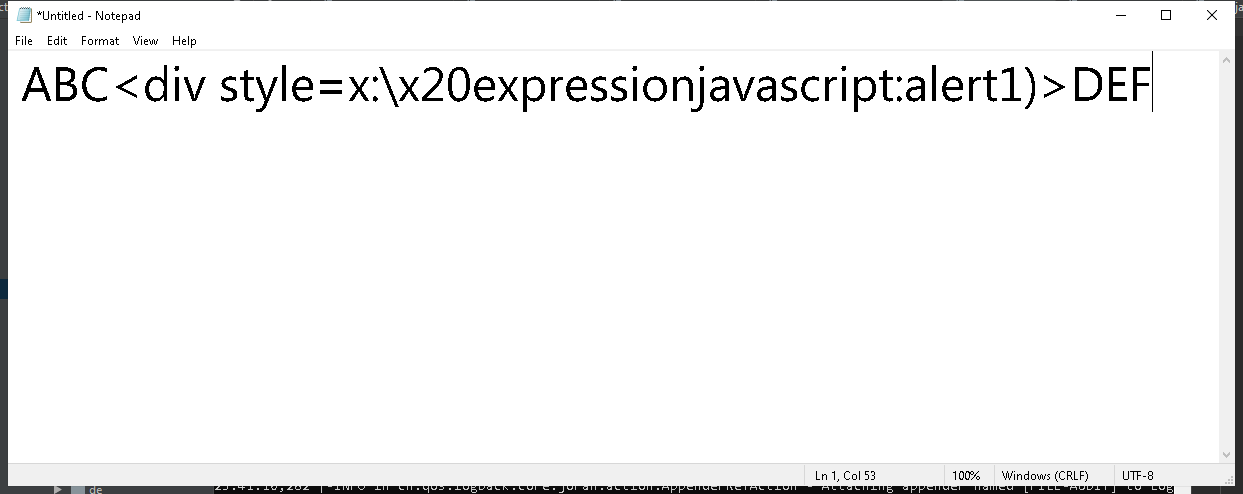 *Untitled - Notepad
File Edit Format View Help
ABC<div style=x:\x20expressionjavascript:alert1)>DEF
Ln 1, Col 53 100% Windows (CRLF) UTF-8
de